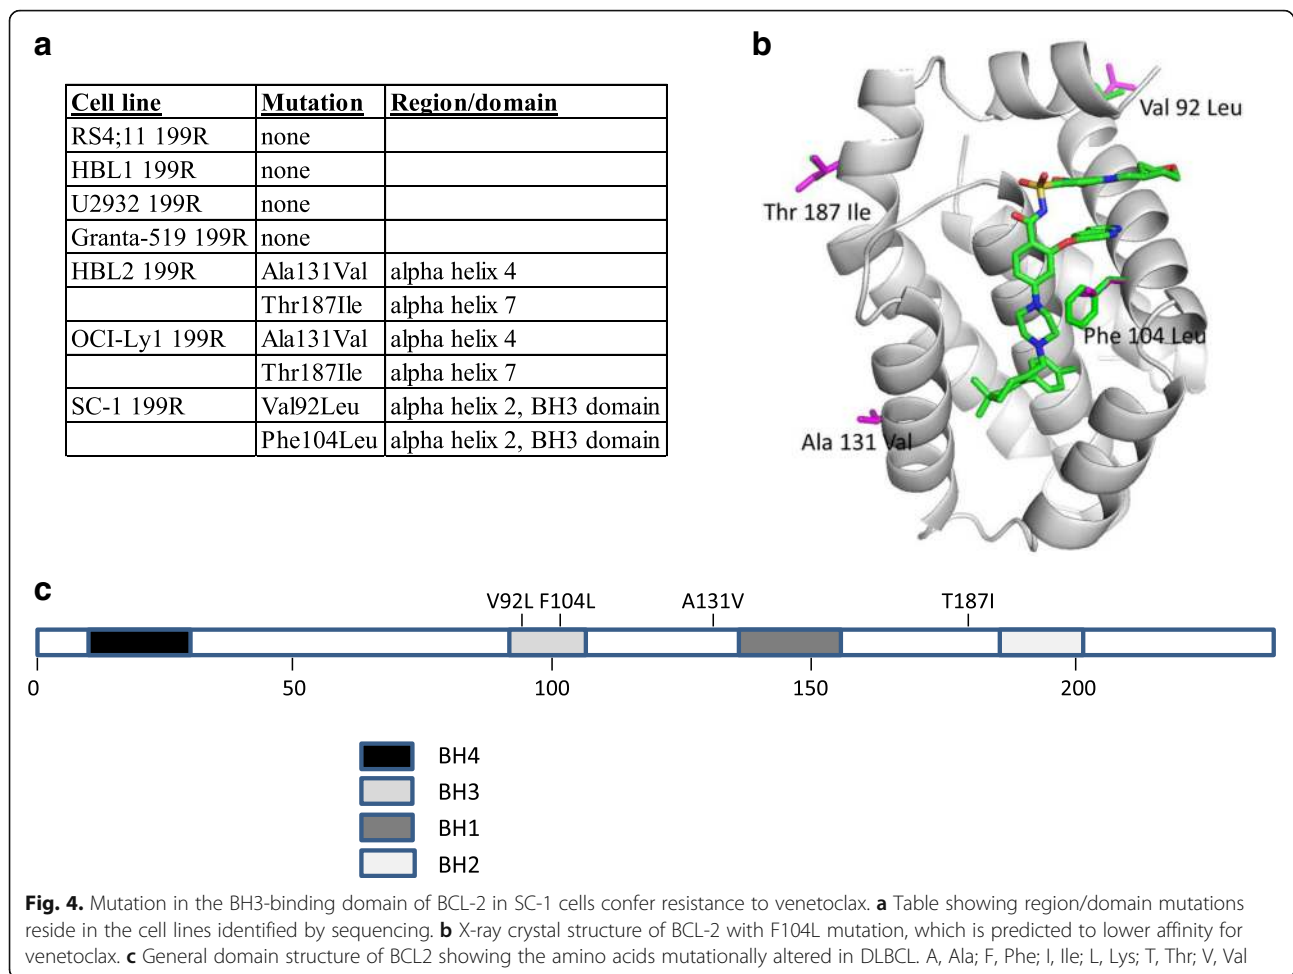 a
Cell line Mutation Region/domain
RS4;11 199R none
HBL1 199R none
U2932 199R none
Granta-519 199R none
HBL2 199R Ala131Val alpha helix 4
Thr187Ile alpha helix 7
OCI-Ly1 199R Ala131Val alpha helix 4
Thr187Ile alpha helix 7
SC-1 199R Val92Leu alpha helix 2, BH3 domain
Phe104Leu alpha helix 2, BH3 domain
b
Val 92 Leu
Thr 187 Ile
Phe 104 Leu
Ala 131 Val
c
V92L F104L A131V T187I
0 50 100 150 200
BH4
BH3
BH1
BH2
Fig. 4. Mutation in the BH3-binding domain of BCL-2 in SC-1 cells confer resistance to venetoclax. a Table showing region/domain mutations
reside in the cell lines identified by sequencing. b X-ray crystal structure of BCL-2 with F104L mutation, which is predicted to lower affinity for
venetoclax. c General domain structure of BCL2 showing the amino acids mutationally altered in DLBCL. A, Ala; F, Phe; I, Ile; L, Lys; T, Thr; V, Val